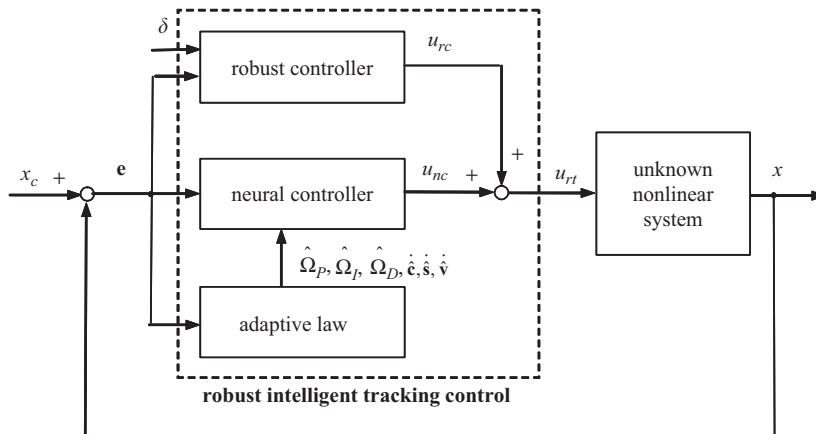 δ
robust controller
u_rc
x_c +
e
neural controller
u_nc
+
+
u_rt
unknown
nonlinear
system
x
Ω̂_P, Ω̂_I, Ω̂_D, ĉ̇, ŝ̇, v̂̇
adaptive law
robust intelligent tracking control